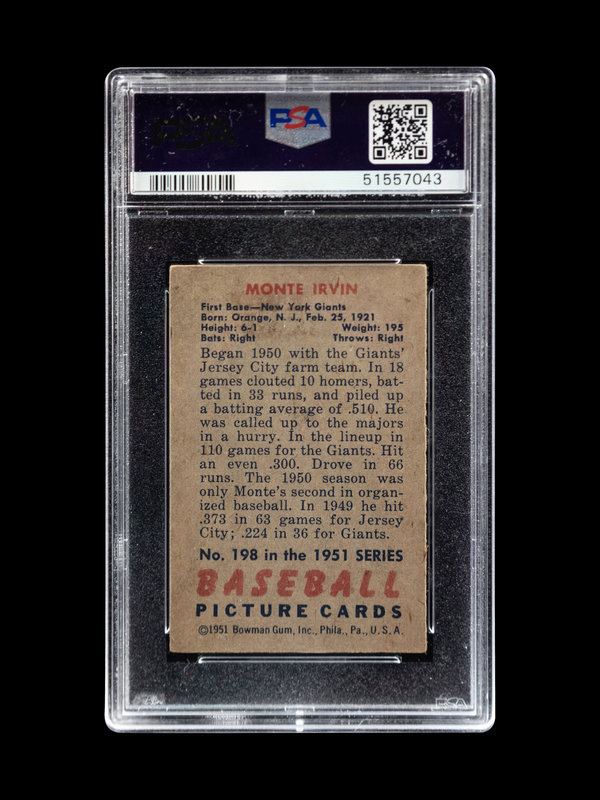 PSA
51557043
MONTE IRVIN
First Base—New York Giants
Born: Orange, N. J., Feb. 25, 1921
Height: 6-1 Weight: 195
Bats: Right Throws: Right
Began 1950 with the Giants'
Jersey City farm team. In 18
games clouted 10 homers, bat-
ted in 33 runs, and piled up
a batting average of .510. He
was called up to the majors
in a hurry. In the lineup in
110 games for the Giants. Hit
an even .300. Drove in 66
runs. The 1950 season was
only Monte's second in organ-
ized baseball. In 1949 he hit
.373 in 63 games for Jersey
City; .224 in 36 for Giants.
No. 198 in the 1951 SERIES
BASEBALL
PICTURE CARDS
©1951 Bowman Gum, Inc., Phila., Pa., U. S. A.
PSA